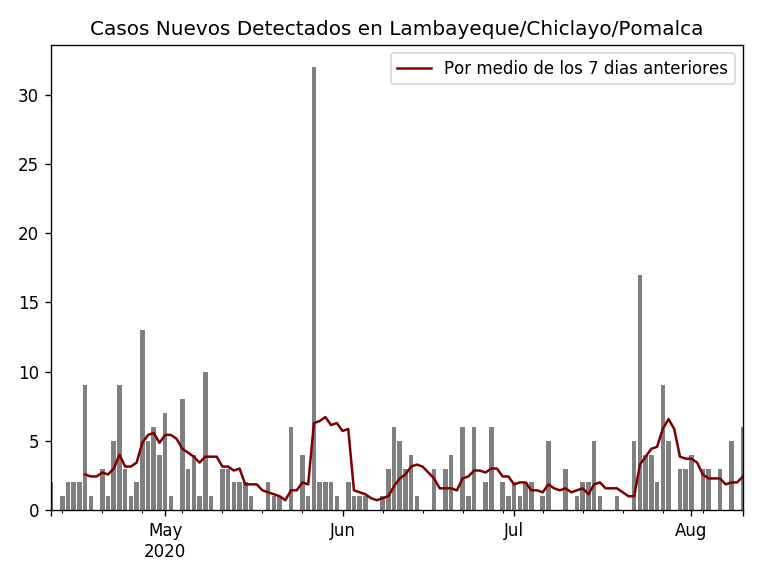 Casos Nuevos Detectados en Lambayeque/Chiclayo/Pomalca
Por medio de los 7 dias anteriores
30
25
20
15
10
5
0
May
2020
Jun
Jul
Aug